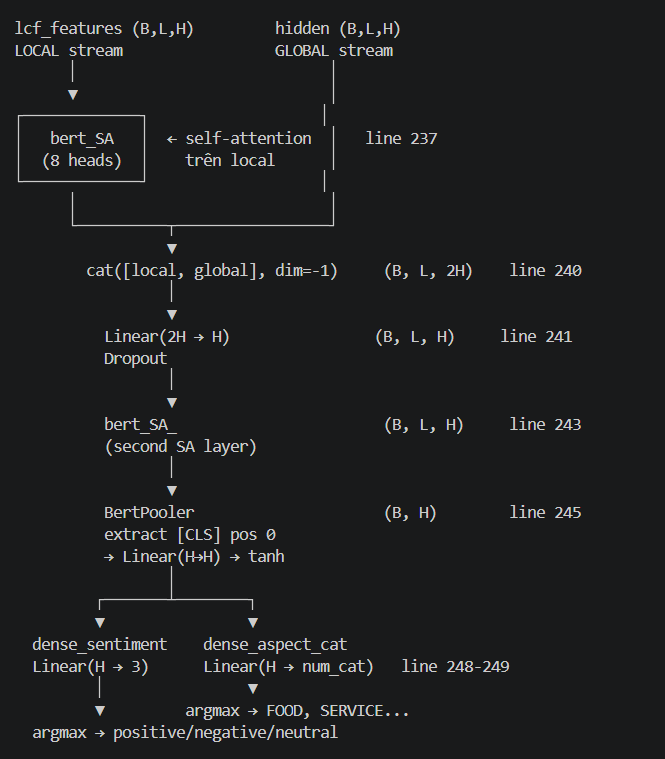 lcf_features (B,L,H) hidden (B,L,H)
LOCAL stream GLOBAL stream
bert_SA ← self-attention line 237
(8 heads) trên local
cat([local, global], dim=-1) (B, L, 2H) line 240
Linear(2H → H) (B, L, H) line 241
Dropout
bert_SA_ (B, L, H) line 243
(second SA layer)
BertPooler (B, H) line 245
extract [CLS] pos 0
→ Linear(H→H) → tanh
dense_sentiment dense_aspect_cat
Linear(H → 3) Linear(H → num_cat) line 248-249
argmax → FOOD, SERVICE...
argmax → positive/negative/neutral